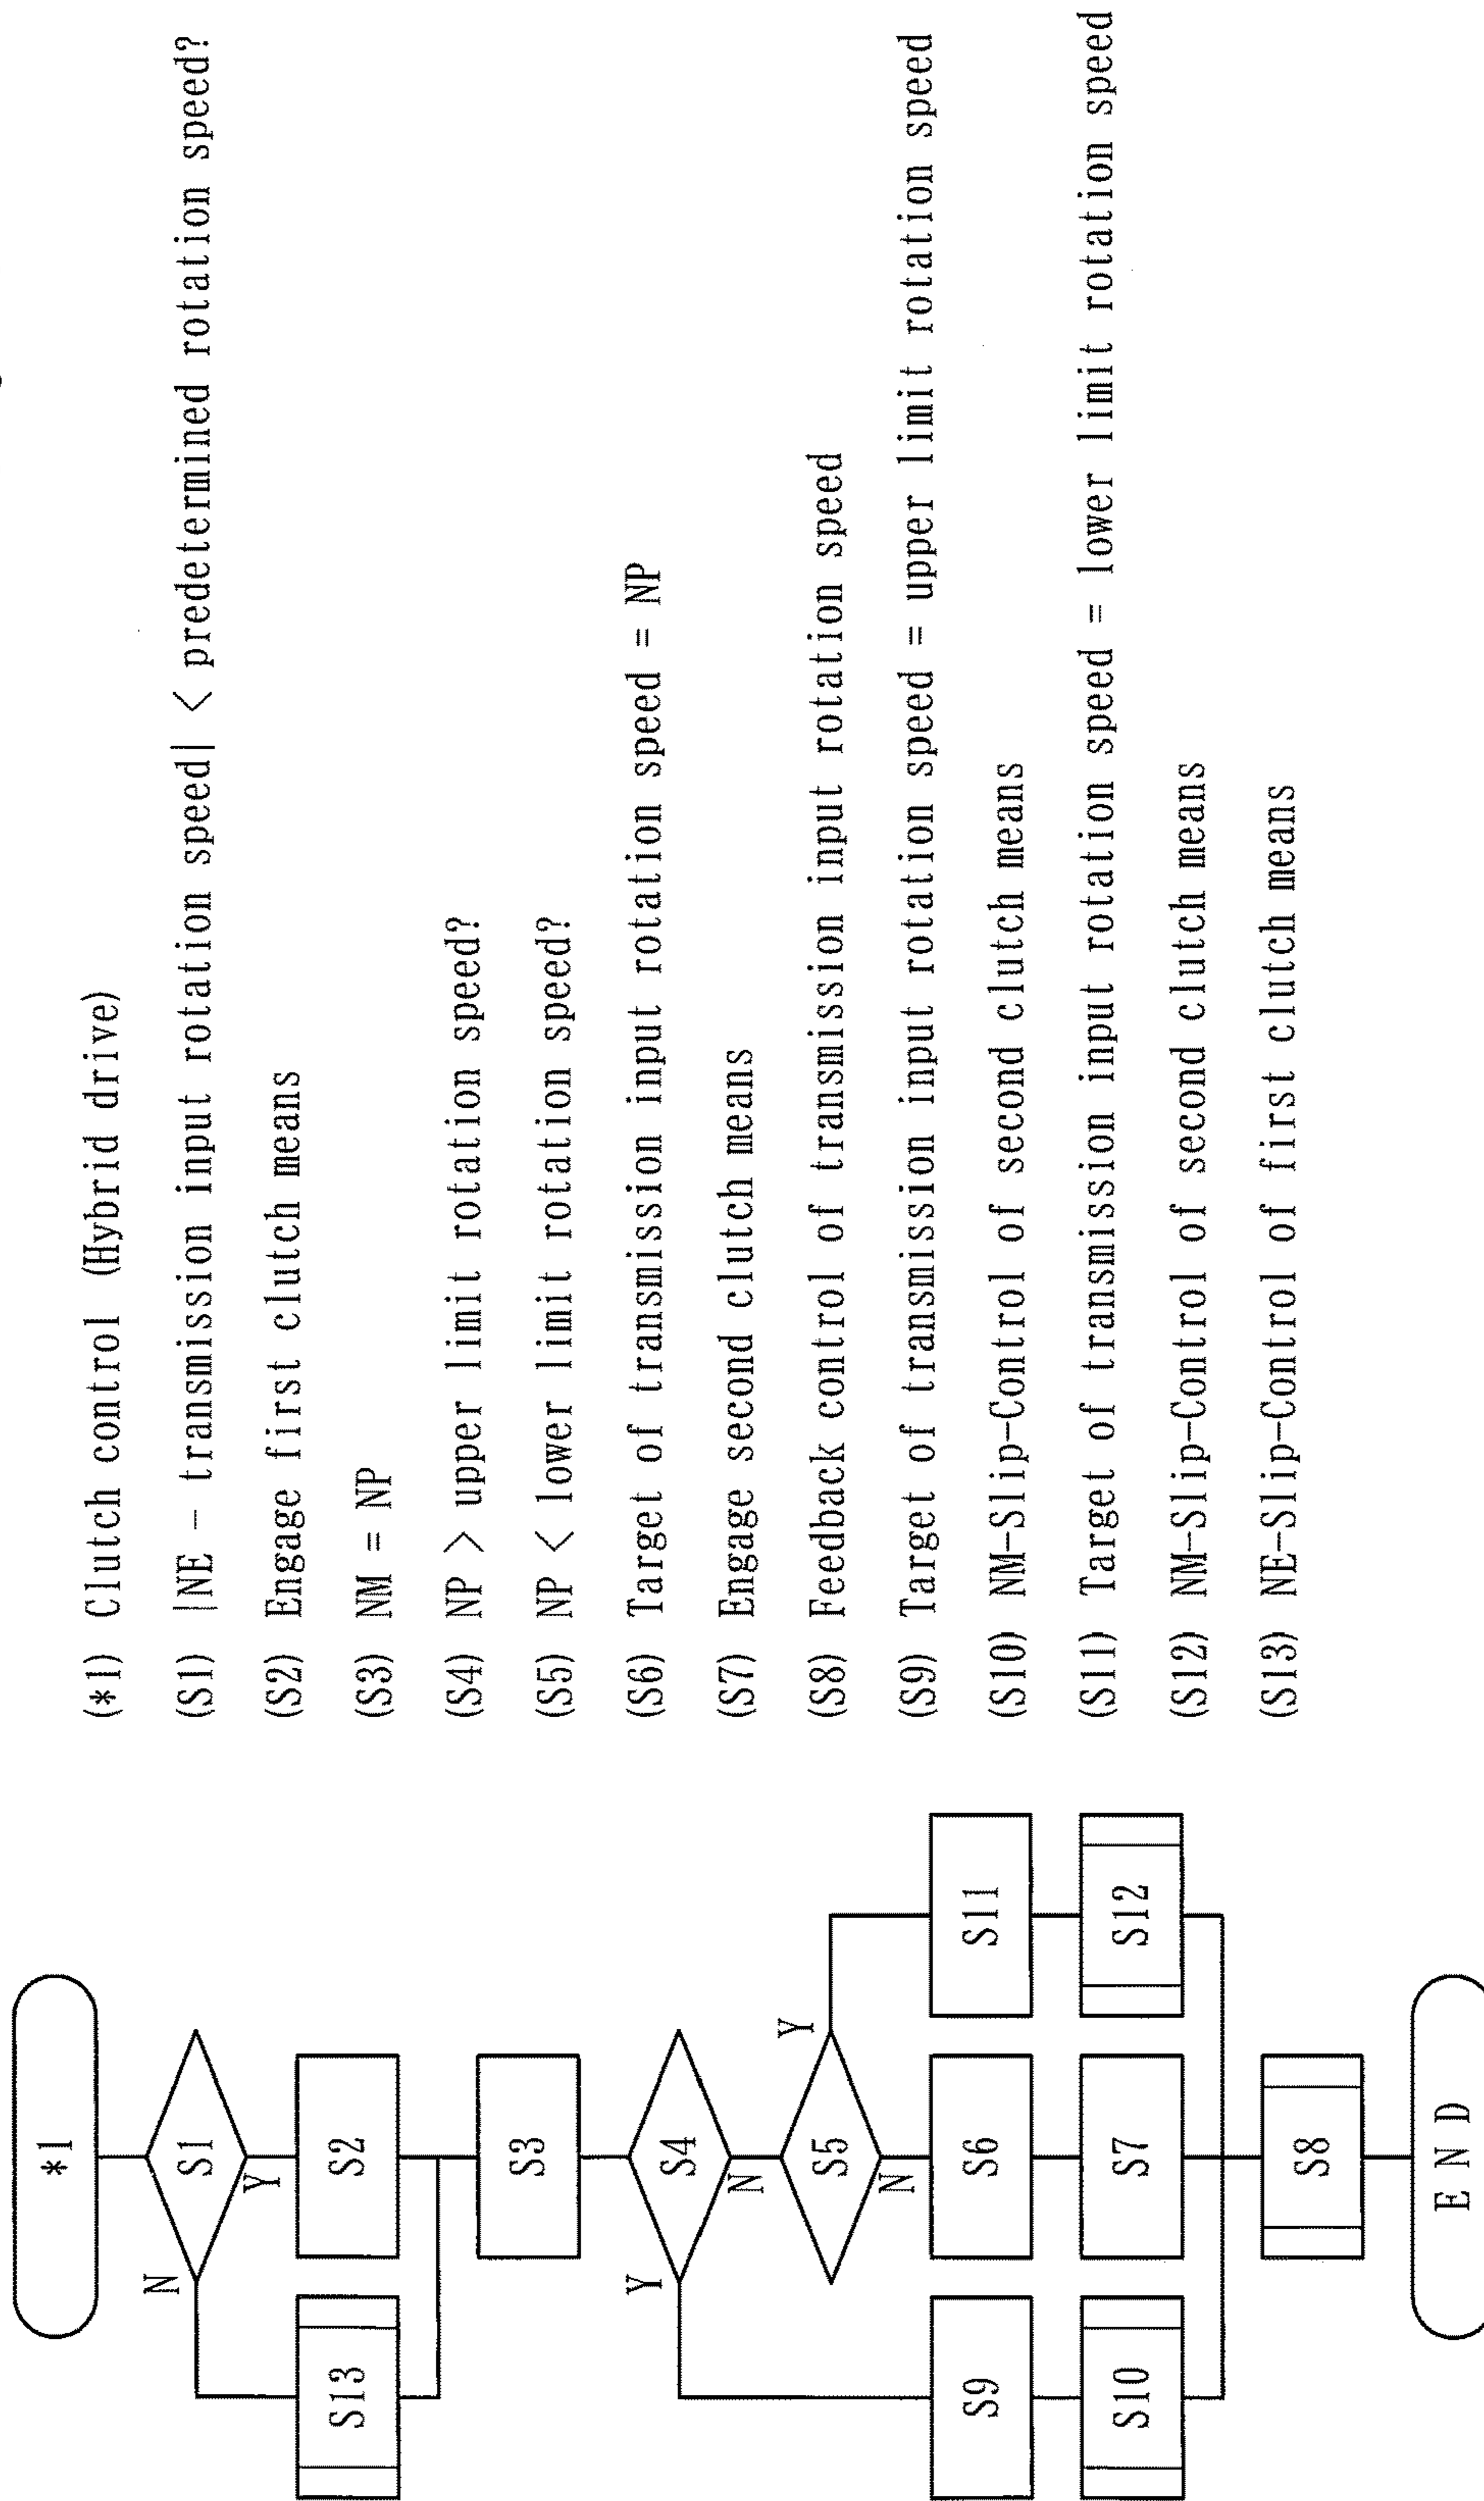 *1
S1
N
Y
S13
S2
S3
S4
Y
N
S5
Y
N
S9
S6
S11
S10
S7
S12
S8
END
(*1) Clutch control (Hybrid drive)
(S1) |NE - transmission input rotation speed| < predetermined rotation speed?
(S2) Engage first clutch means
(S3) NM = NP
(S4) NP > upper limit rotation speed?
(S5) NP < lower limit rotation speed?
(S6) Target of transmission input rotation speed = NP
(S7) Engage second clutch means
(S8) Feedback control of transmission input rotation speed
(S9) Target of transmission input rotation speed = upper limit rotation speed
(S10) NM-Slip-Control of second clutch means
(S11) Target of transmission input rotation speed = lower limit rotation speed
(S12) NM-Slip-Control of second clutch means
(S13) NE-Slip-Control of first clutch means